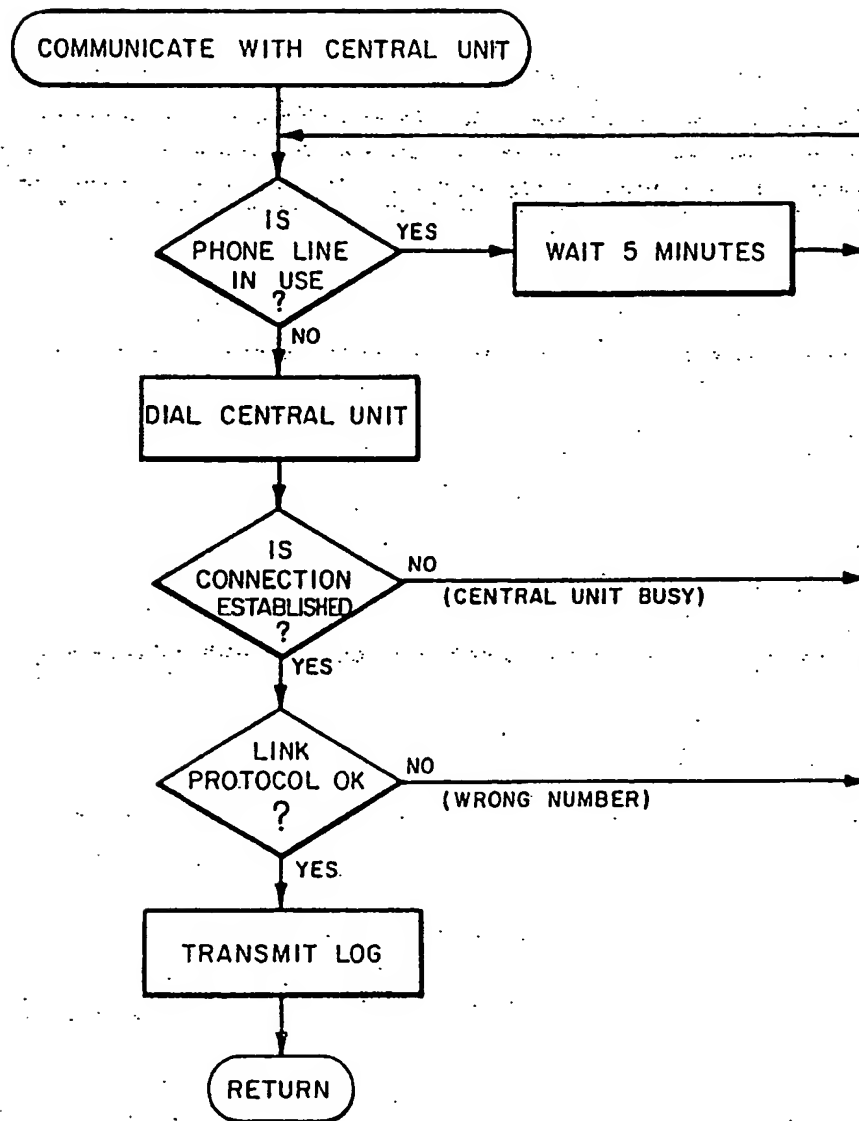 COMMUNICATE WITH CENTRAL UNIT
IS
PHONE LINE
IN USE
?
YES
WAIT 5 MINUTES
NO
DIAL CENTRAL UNIT
IS
CONNECTION
ESTABLISHED
?
NO
(CENTRAL UNIT BUSY)
YES
LINK
PROTOCOL OK
?
NO
(WRONG NUMBER)
YES
TRANSMIT LOG
RETURN